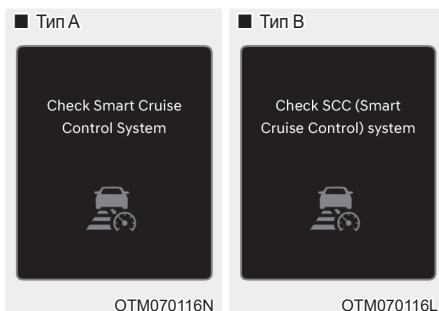 ■ Тип A
Check Smart Cruise
Control System
OTM070116N
■ Тип B
Check SCC (Smart
Cruise Control) system
OTM070116L